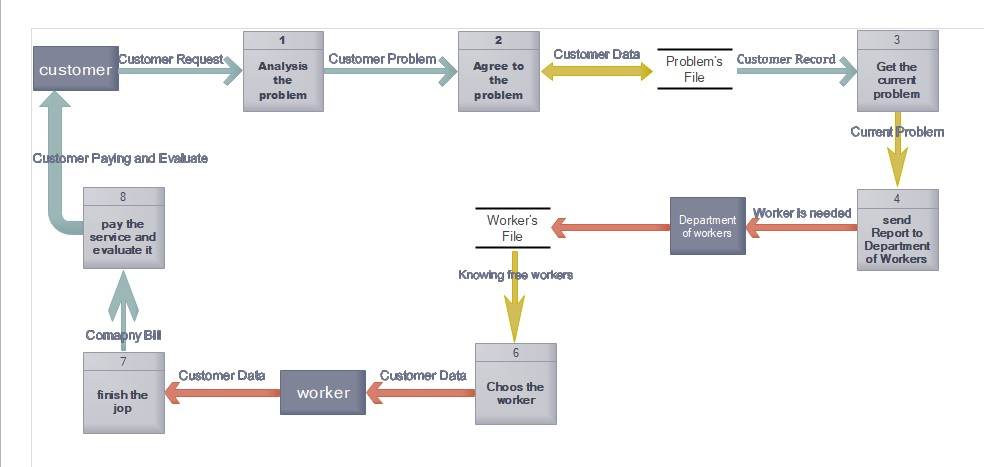 customer
Customer Request
1
Analysis
the
problem
Customer Problem
2
Agree to
the
problem
Customer Data
Problem's
File
Customer Record
3
Get the
current
problem
Current Problem
4
send
Report to
Department
of Workers
Worker is needed
Department
of workers
Worker's
File
Knowing free workers
6
Choos the
worker
Customer Data
worker
Customer Data
7
finish the
jop
Comapny Bill
8
pay the
service and
evaluate it
Customer Paying and Evaluate